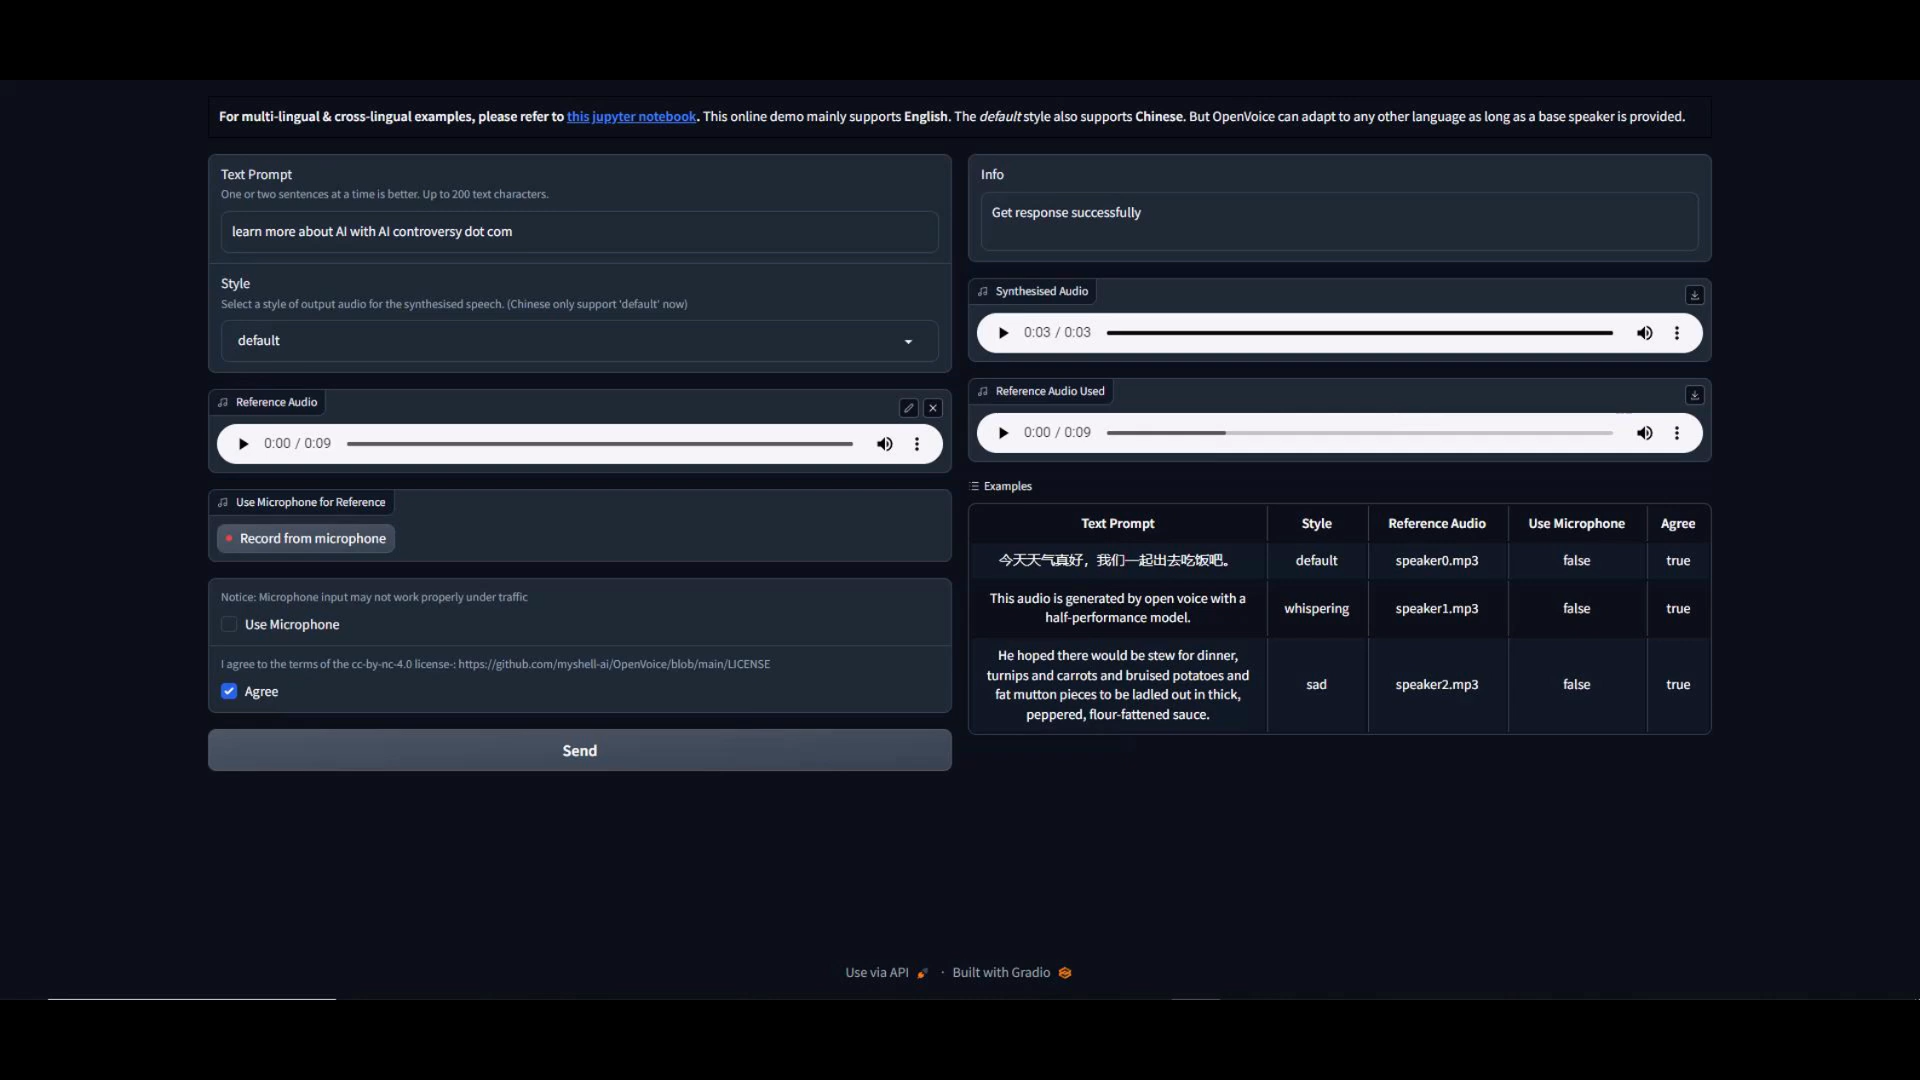 For multi-lingual & cross-lingual examples, please refer to this jupyter notebook. This online demo mainly supports English. The default style also supports Chinese. But OpenVoice can adapt to any other language as long as a base speaker is provided.
Text Prompt
One or two sentences at a time is better. Up to 200 text characters.
learn more about AI with AI controversy dot com
Style
Select a style of output audio for the synthesised speech. (Chinese only support 'default' now)
default
Reference Audio
0:00 / 0:09
Use Microphone for Reference
Record from microphone
Notice: Microphone input may not work properly under traffic
Use Microphone
I agree to the terms of the cc-by-nc-4.0 license-: https://github.com/myshell-ai/OpenVoice/blob/main/LICENSE
Agree
Send
Info
Get response successfully
Synthesised Audio
0:03 / 0:03
Reference Audio Used
0:00 / 0:09
Examples
Text Prompt Style Reference Audio Use Microphone Agree
今天天气真好，我们一起出去吃饭吧。 default speaker0.mp3 false true
This audio is generated by open voice with a
half-performance model. whispering speaker1.mp3 false true
He hoped there would be stew for dinner,
turnips and carrots and bruised potatoes and
fat mutton pieces to be ladled out in thick,
peppered, flour-fattened sauce. sad speaker2.mp3 false true
Use via API · Built with Gradio